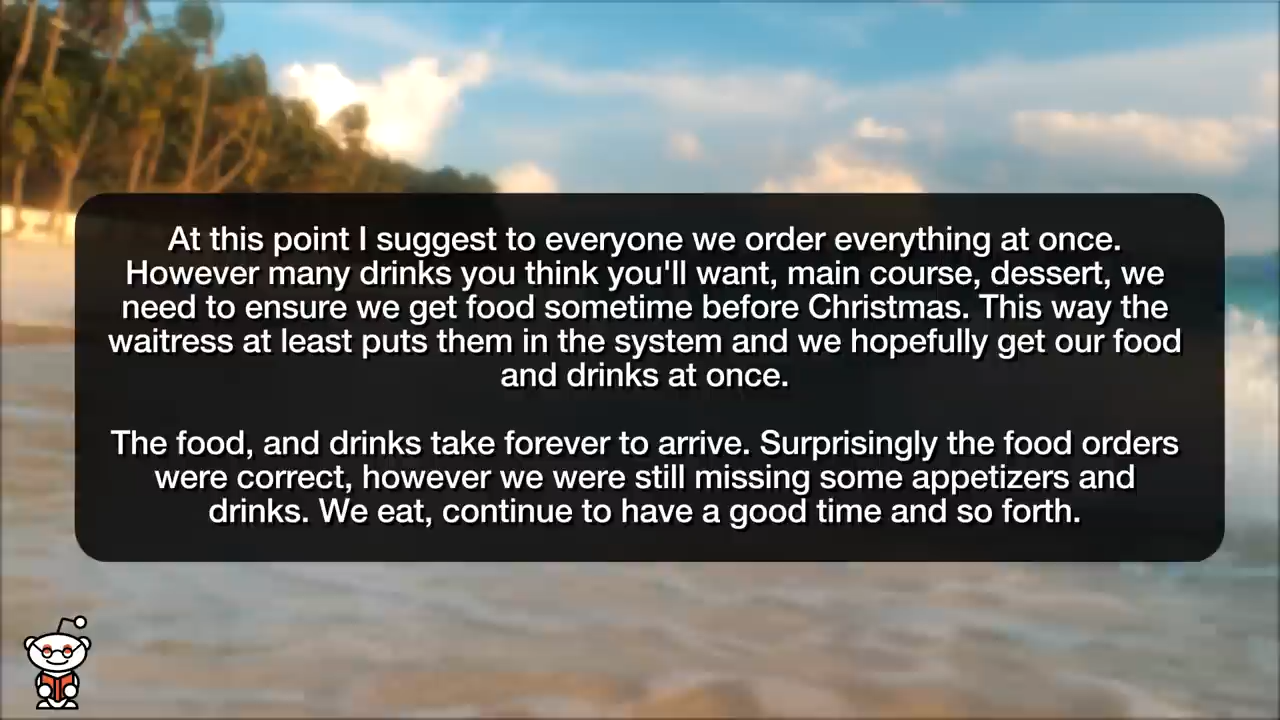 At this point I suggest to everyone we order everything at once.
However many drinks you think you'll want, main course, dessert, we
need to ensure we get food sometime before Christmas. This way the
waitress at least puts them in the system and we hopefully get our food
and drinks at once.
The food, and drinks take forever to arrive. Surprisingly the food orders
were correct, however we were still missing some appetizers and
drinks. We eat, continue to have a good time and so forth.